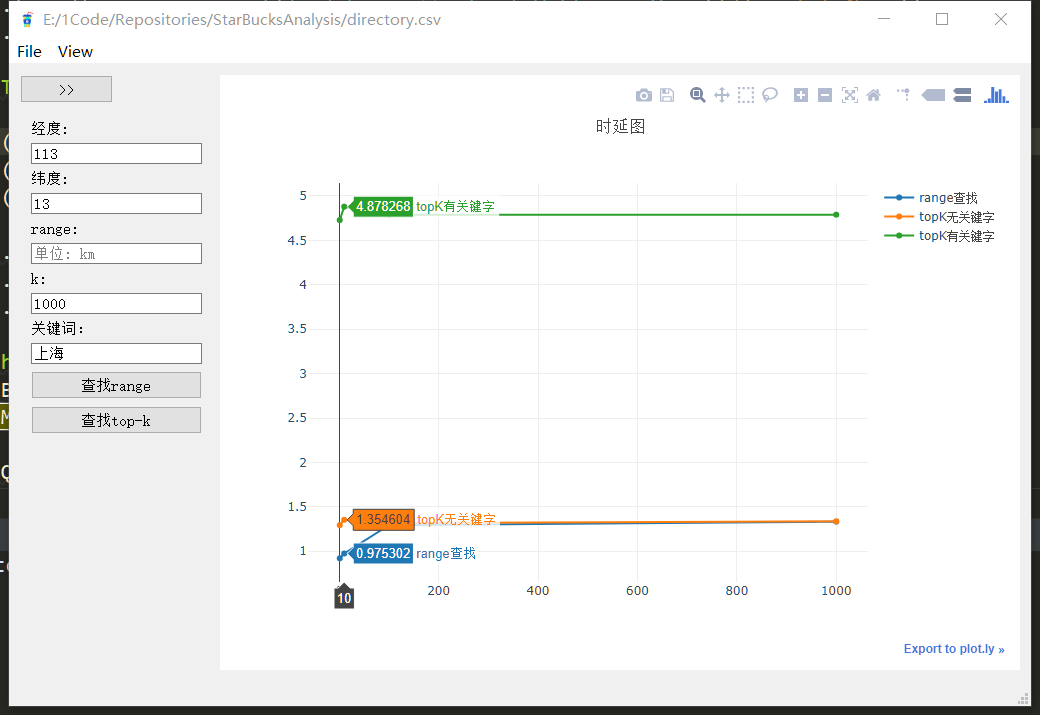 E:/1Code/Repositories/StarBucksAnalysis/directory.csv
File View
>>
经度:
113
纬度:
13
range:
单位: km
k:
1000
关键词:
上海
查找range
查找top-k
时延图
5
4.5
4
3.5
3
2.5
2
1.5
1
4.878268 topK有关键字
1.354604 topK无关键字
0.975302 range查找
10
200
400
600
800
1000
range查找
topK无关键字
topK有关键字
Export to plot.ly »